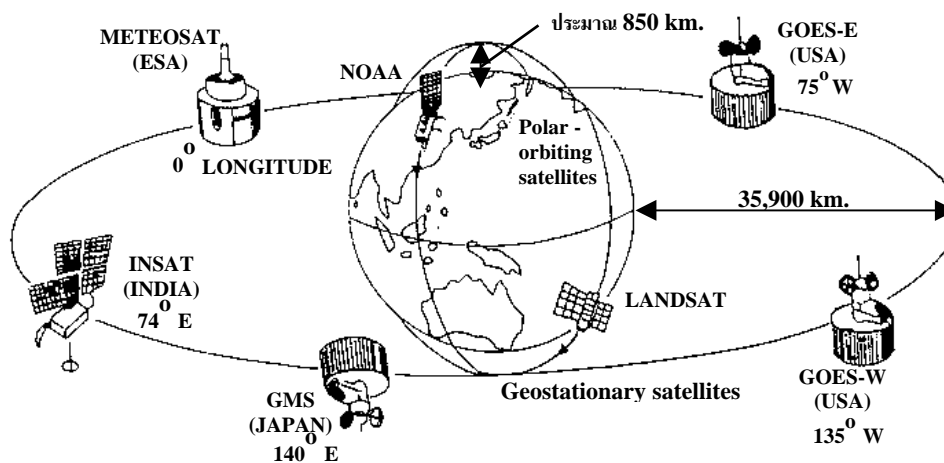 ประมาณ 850 km.
METEOSAT
(ESA)
0° LONGITUDE
NOAA
GOES-E
(USA)
75° W
Polar -
orbiting
satellites
35,900 km.
INSAT
(INDIA)
74° E
LANDSAT
GMS
(JAPAN)
140° E
Geostationary satellites
GOES-W
(USA)
135° W